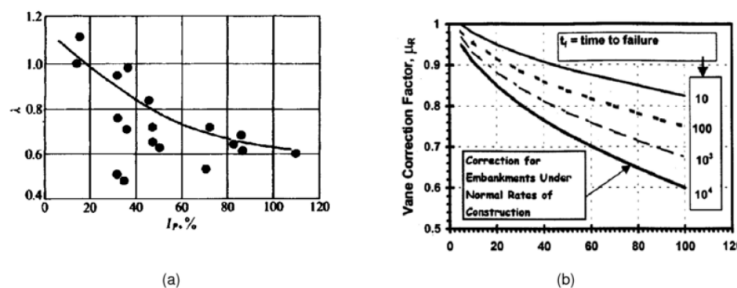 1.2
1.0
0.8
0.6
0.4
0
20
40
60
80
100
120
I_P,%
(a)
Vane Correction Factor, μ_R
1
0.9
0.8
0.7
0.6
0.5
t_f = time to failure
10
100
10³
10⁴
Correction for
Embankments Under
Normal Rates of
Construction
0 20 40 60 80 100 120
(b)